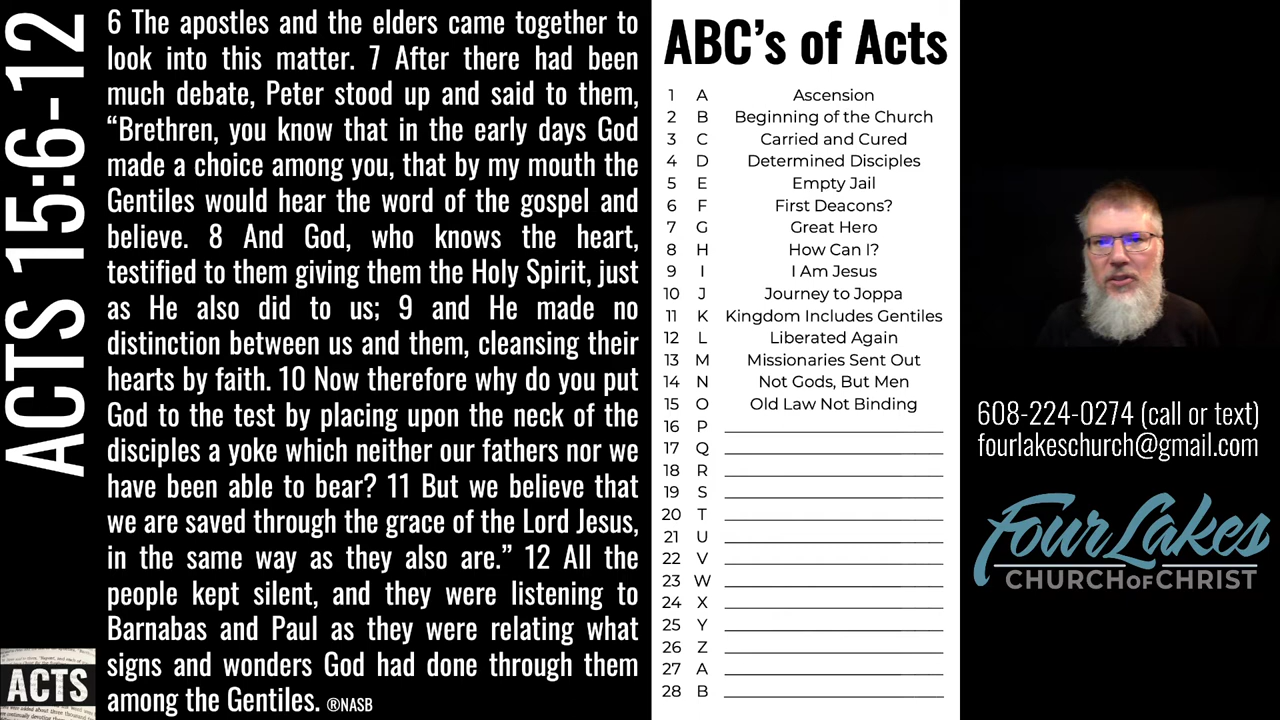 ACTS 15:6-12
6 The apostles and the elders came together to
look into this matter. 7 After there had been
much debate, Peter stood up and said to them,
“Brethren, you know that in the early days God
made a choice among you, that by my mouth the
Gentiles would hear the word of the gospel and
believe. 8 And God, who knows the heart,
testified to them giving them the Holy Spirit, just
as He also did to us; 9 and He made no
distinction between us and them, cleansing their
hearts by faith. 10 Now therefore why do you put
God to the test by placing upon the neck of the
disciples a yoke which neither our fathers nor we
have been able to bear? 11 But we believe that
we are saved through the grace of the Lord Jesus,
in the same way as they also are.” 12 All the
people kept silent, and they were listening to
Barnabas and Paul as they were relating what
signs and wonders God had done through them
among the Gentiles. ®NASB
ACTS
ABC’s of Acts
1 A Ascension
2 B Beginning of the Church
3 C Carried and Cured
4 D Determined Disciples
5 E Empty Jail
6 F First Deacons?
7 G Great Hero
8 H How Can I?
9 I I Am Jesus
10 J Journey to Joppa
11 K Kingdom Includes Gentiles
12 L Liberated Again
13 M Missionaries Sent Out
14 N Not Gods, But Men
15 O Old Law Not Binding
16 P
17 Q
18 R
19 S
20 T
21 U
22 V
23 W
24 X
25 Y
26 Z
27 A
28 B
608-224-0274 (call or text)
fourlakeschurch@gmail.com
Four Lakes
CHURCH OF CHRIST